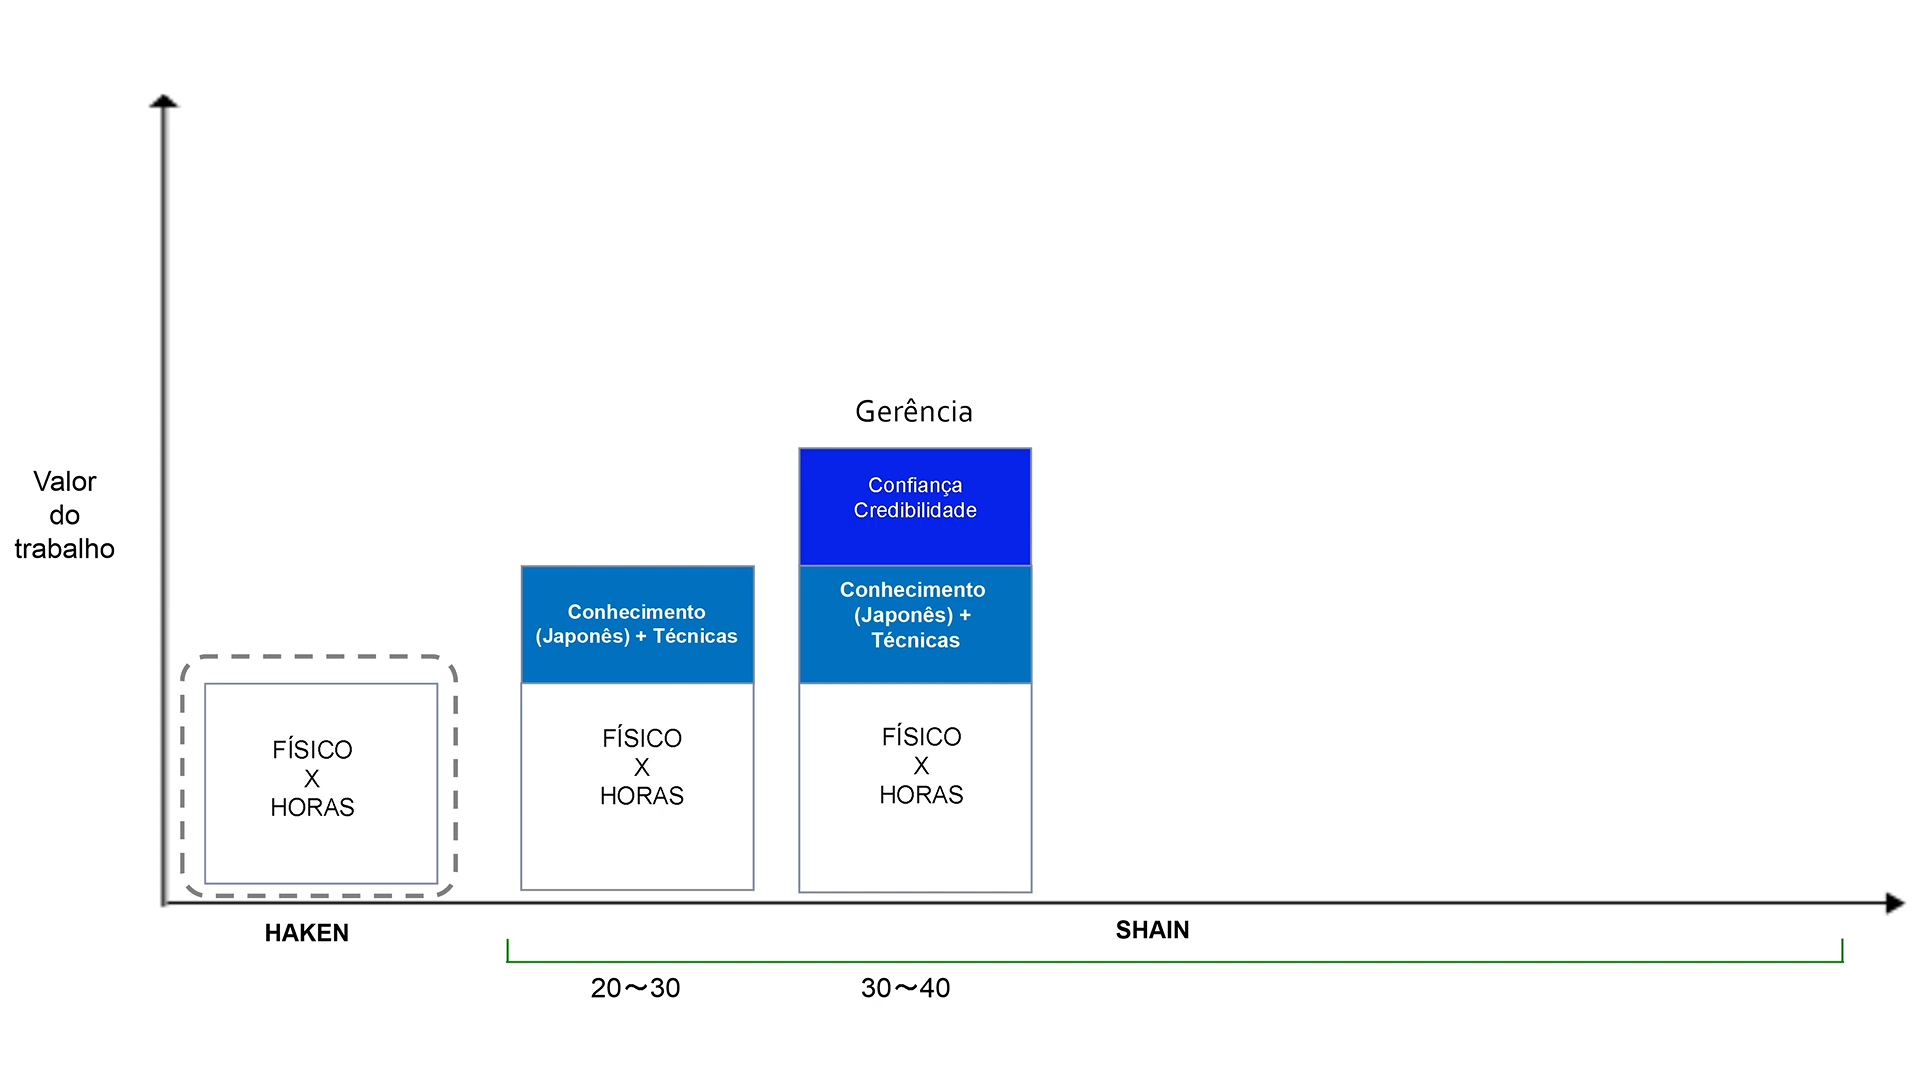 Gerência
Confiança
Credibilidade
Valor
do
trabalho
Conhecimento
(Japonês) + Técnicas
Conhecimento
(Japonês) +
Técnicas
FÍSICO
X
HORAS
FÍSICO
X
HORAS
FÍSICO
X
HORAS
HAKEN
SHAIN
20～30
30～40